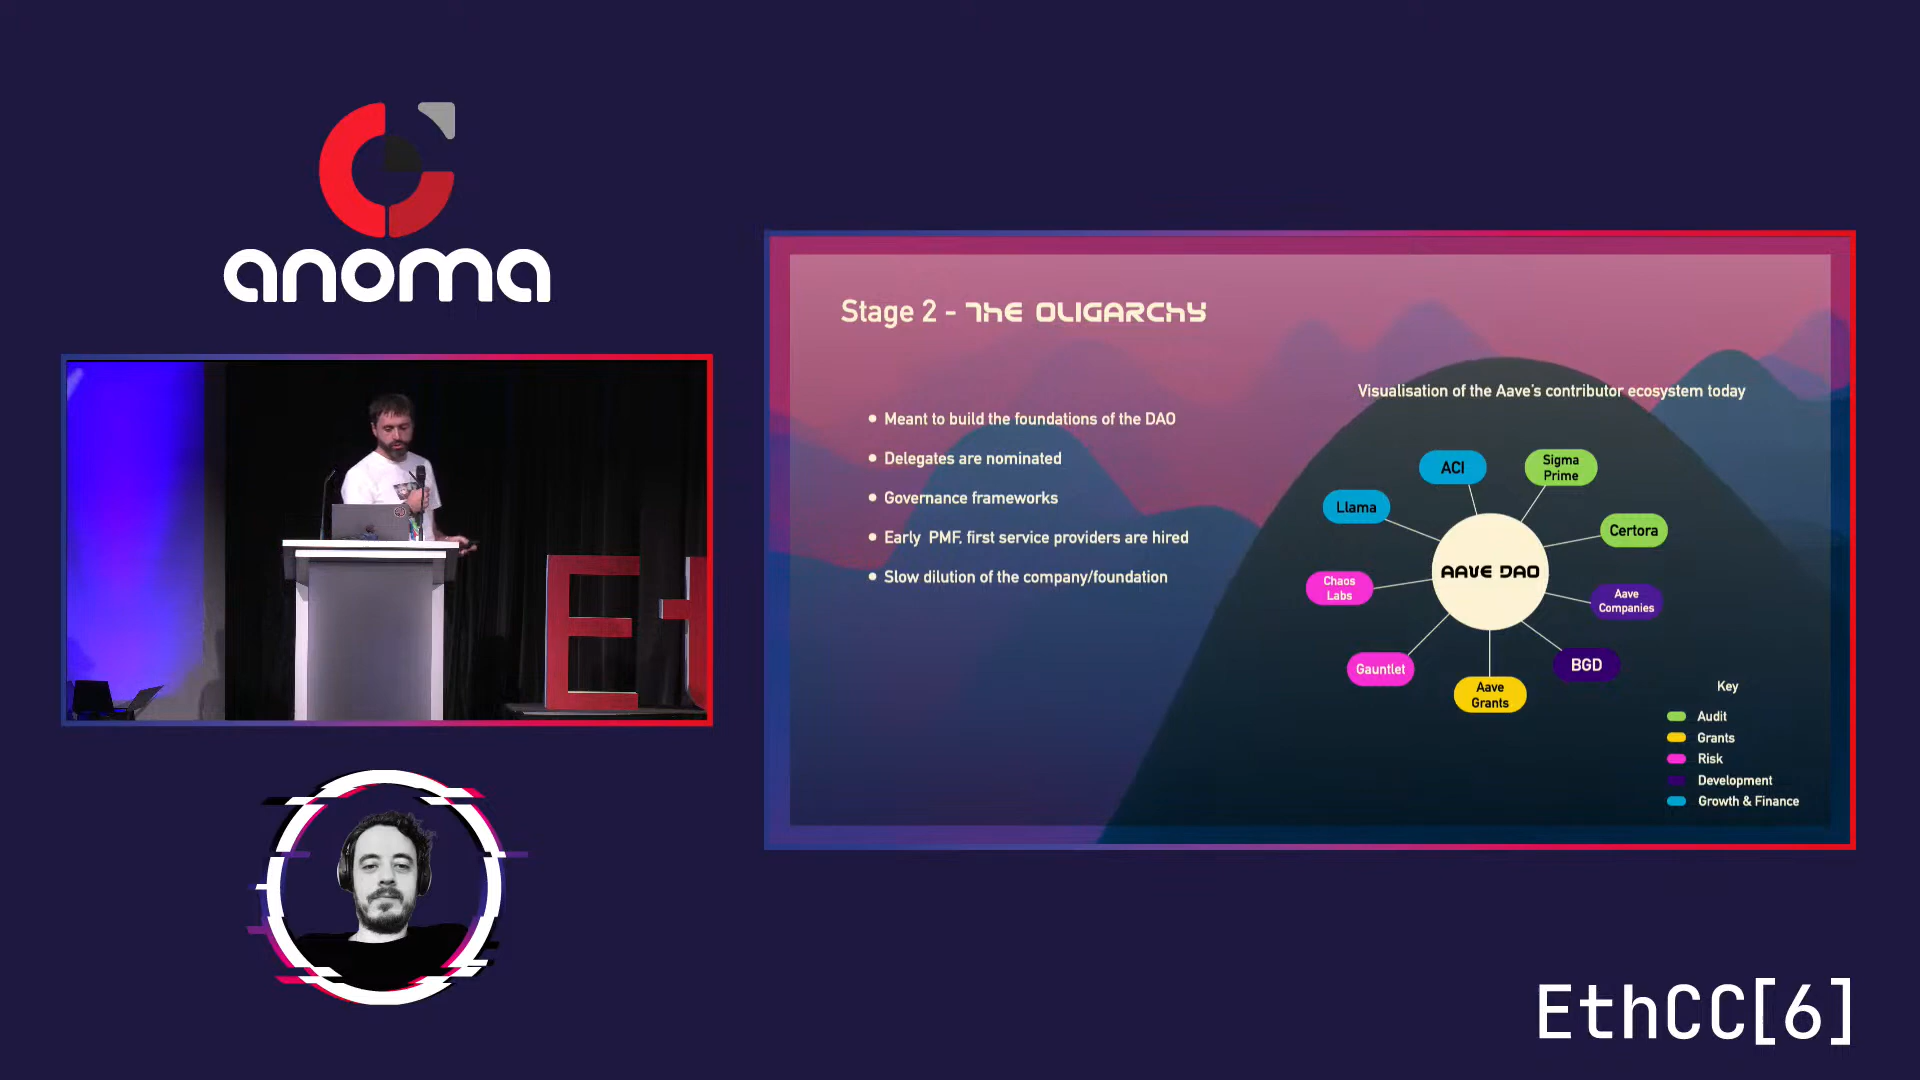 anoma
Stage 2 - THE OLIGARCHY
• Meant to build the foundations of the DAO
• Delegates are nominated
• Governance frameworks
• Early PMF. first service providers are hired
• Slow dilution of the company/foundation
Visualisation of the Aave's contributor ecosystem today
ACI
Sigma
Prime
Llama
Certora
AAVE DAO
Chaos
Labs
Aave
Companies
Gauntlet
BGD
Aave
Grants
Key
Audit
Grants
Risk
Development
Growth & Finance
Et
EthCC[6]